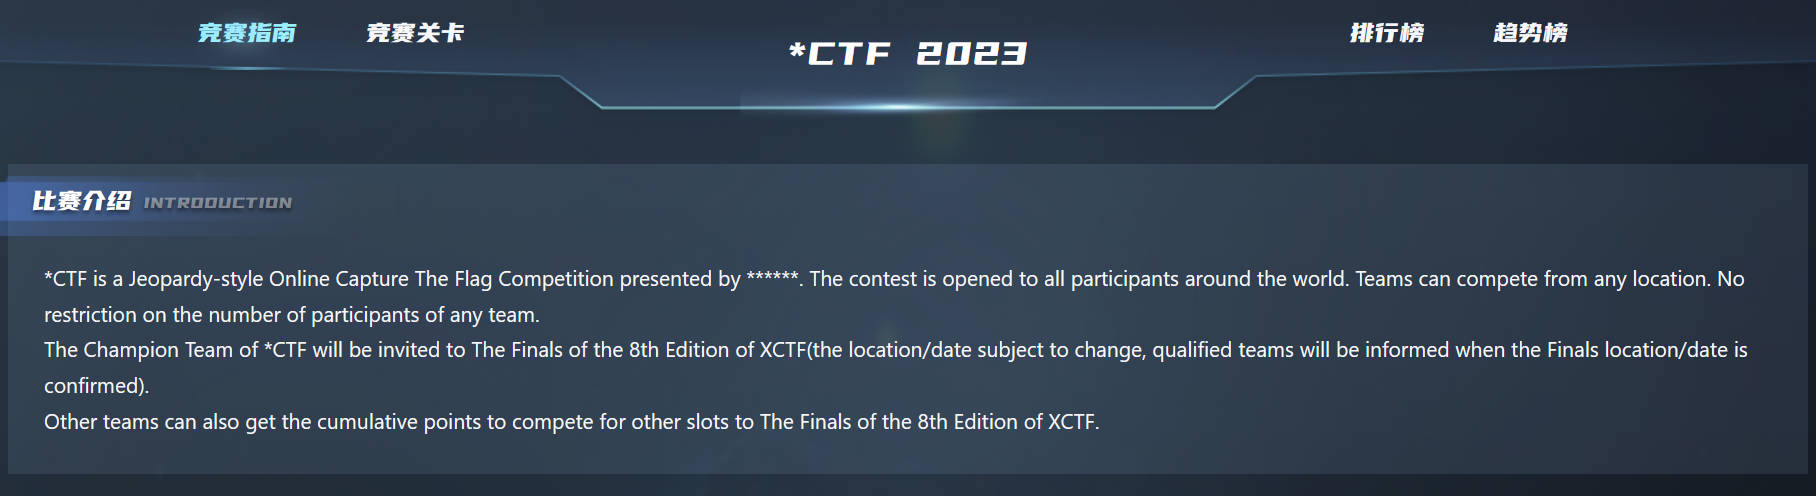 竞赛指南 竞赛关卡 *CTF 2023 排行榜 趋势榜
比赛介绍 INTRODUCTION
*CTF is a Jeopardy-style Online Capture The Flag Competition presented by ******. The contest is opened to all participants around the world. Teams can compete from any location. No
restriction on the number of participants of any team.
The Champion Team of *CTF will be invited to The Finals of the 8th Edition of XCTF(the location/date subject to change, qualified teams will be informed when the Finals location/date is
confirmed).
Other teams can also get the cumulative points to compete for other slots to The Finals of the 8th Edition of XCTF.